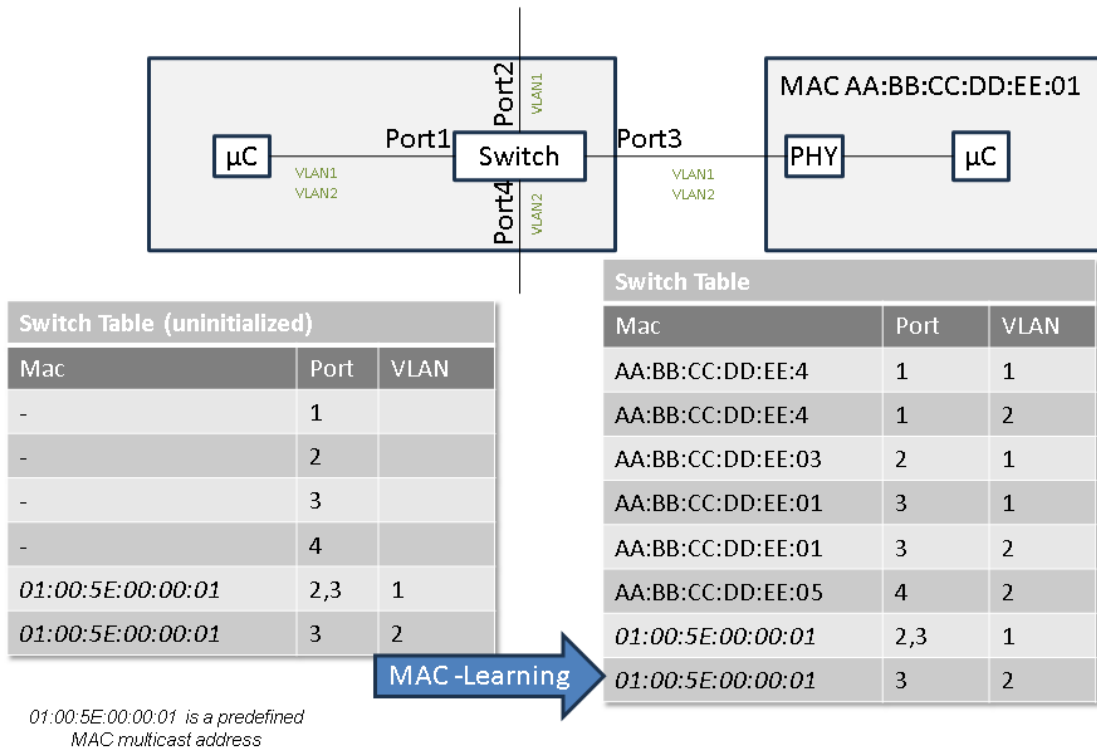 Port2
VLAN1
MAC AA:BB:CC:DD:EE:01
µC
Port1
Switch
Port3
PHY
µC
VLAN1
VLAN2
VLAN1
VLAN2
Port4
VLAN2
Switch Table (uninitialized)
Mac Port VLAN
- 1
- 2
- 3
- 4
01:00:5E:00:00:01 2,3 1
01:00:5E:00:00:01 3 2
01:00:5E:00:00:01 is a predefined
MAC multicast address
MAC -Learning
Switch Table
Mac Port VLAN
AA:BB:CC:DD:EE:4 1 1
AA:BB:CC:DD:EE:4 1 2
AA:BB:CC:DD:EE:03 2 1
AA:BB:CC:DD:EE:01 3 1
AA:BB:CC:DD:EE:01 3 2
AA:BB:CC:DD:EE:05 4 2
01:00:5E:00:00:01 2,3 1
01:00:5E:00:00:01 3 2